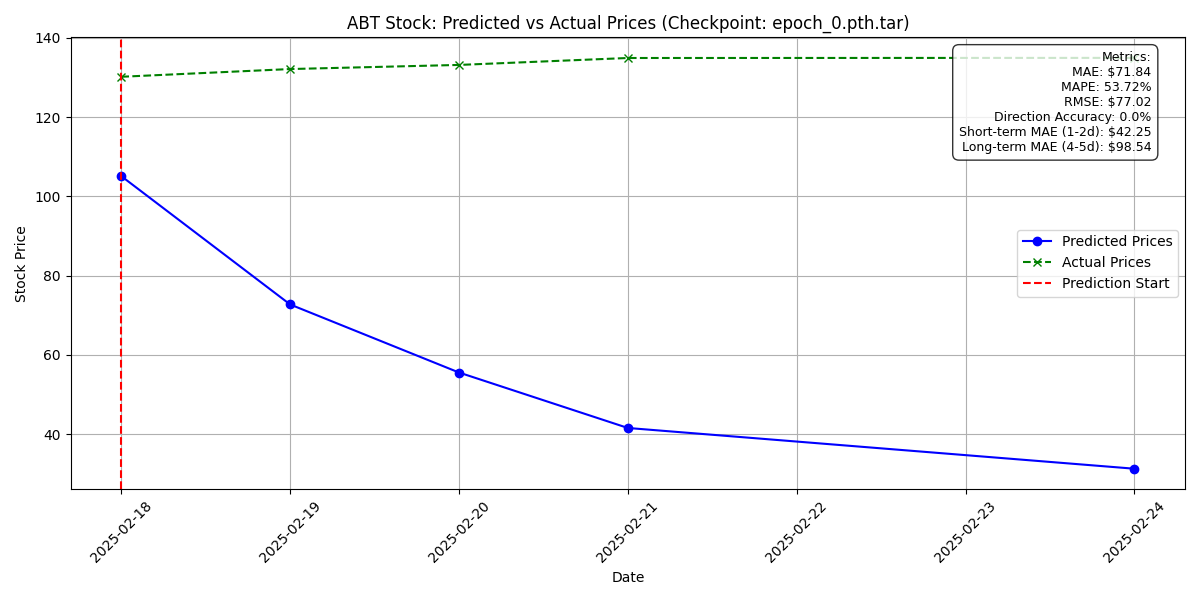 ABT Stock: Predicted vs Actual Prices (Checkpoint: epoch_0.pth.tar)
140
120
100
80
60
40
Stock Price
Metrics:
MAE: $71.84
MAPE: 53.72%
RMSE: $77.02
Direction Accuracy: 0.0%
Short-term MAE (1-2d): $42.25
Long-term MAE (4-5d): $98.54
Predicted Prices
Actual Prices
Prediction Start
2025-02-18
2025-02-19
2025-02-20
2025-02-21
2025-02-22
2025-02-23
2025-02-24
Date